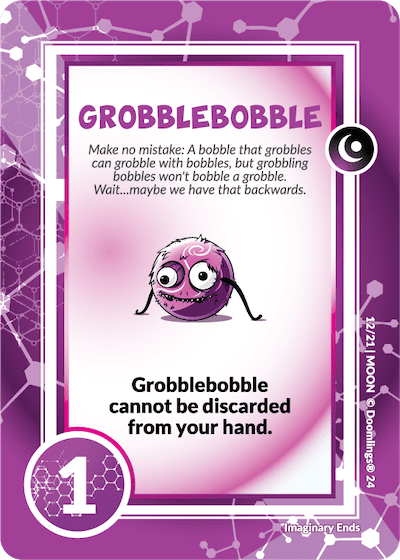 GROBBLEBOBBLE
Make no mistake: A bobble that grobbles
can grobble with bobbles, but grobbling
bobbles won't bobble a grobble.
Wait...maybe we have that backwards.
Grobblebobble
cannot be discarded
from your hand.
1
12/21 | MOON © Doomlings® 24
*Imaginary Ends